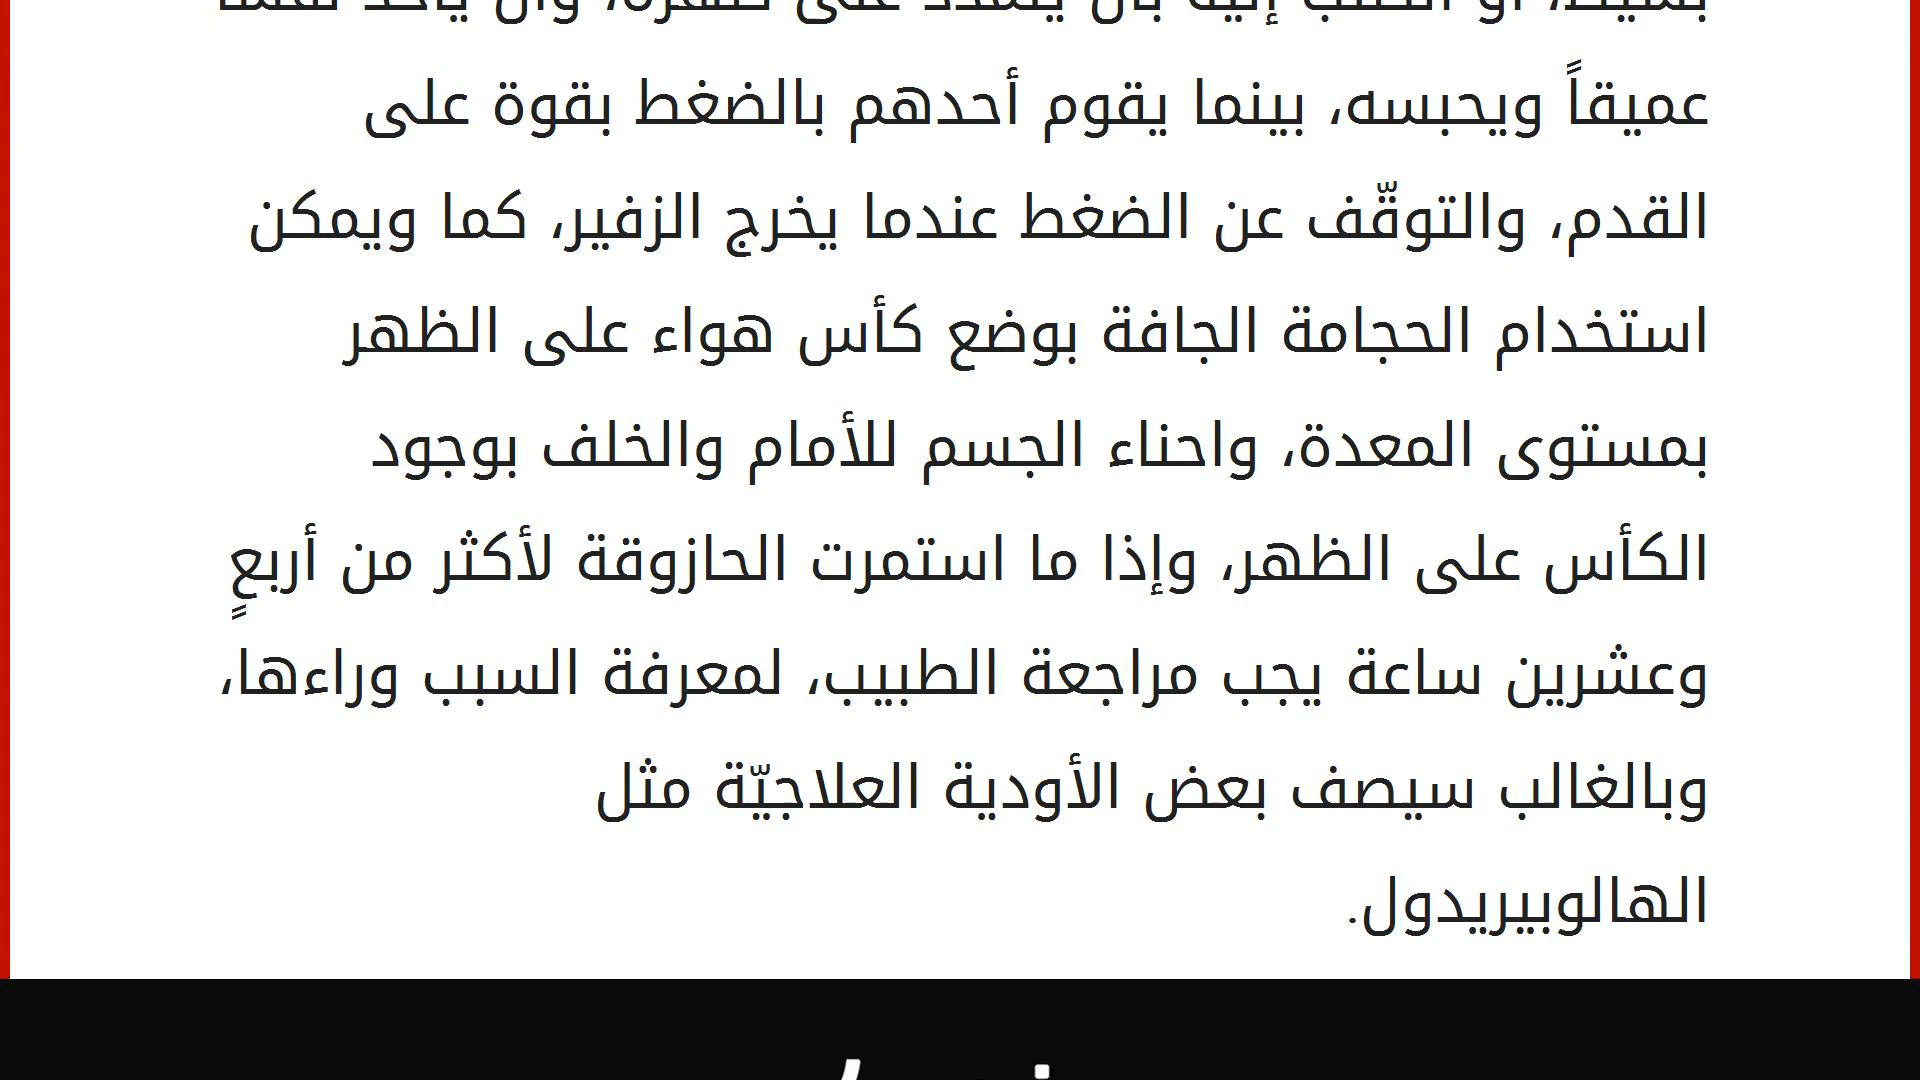 عميقاً ويحبسه، بينما يقوم أحدهم بالضغط بقوة على
القدم، والتوقّف عن الضغط عندما يخرج الزفير، كما ويمكن
استخدام الحجامة الجافة بوضع كأس هواء على الظهر
بمستوى المعدة، واحناء الجسم للأمام والخلف بوجود
الكأس على الظهر، وإذا ما استمرت الحازوقة لأكثر من أربعٍ
وعشرين ساعة يجب مراجعة الطبيب، لمعرفة السبب وراءها،
وبالغالب سيصف بعض الأودية العلاجيّة مثل
الهالوبيريدول.